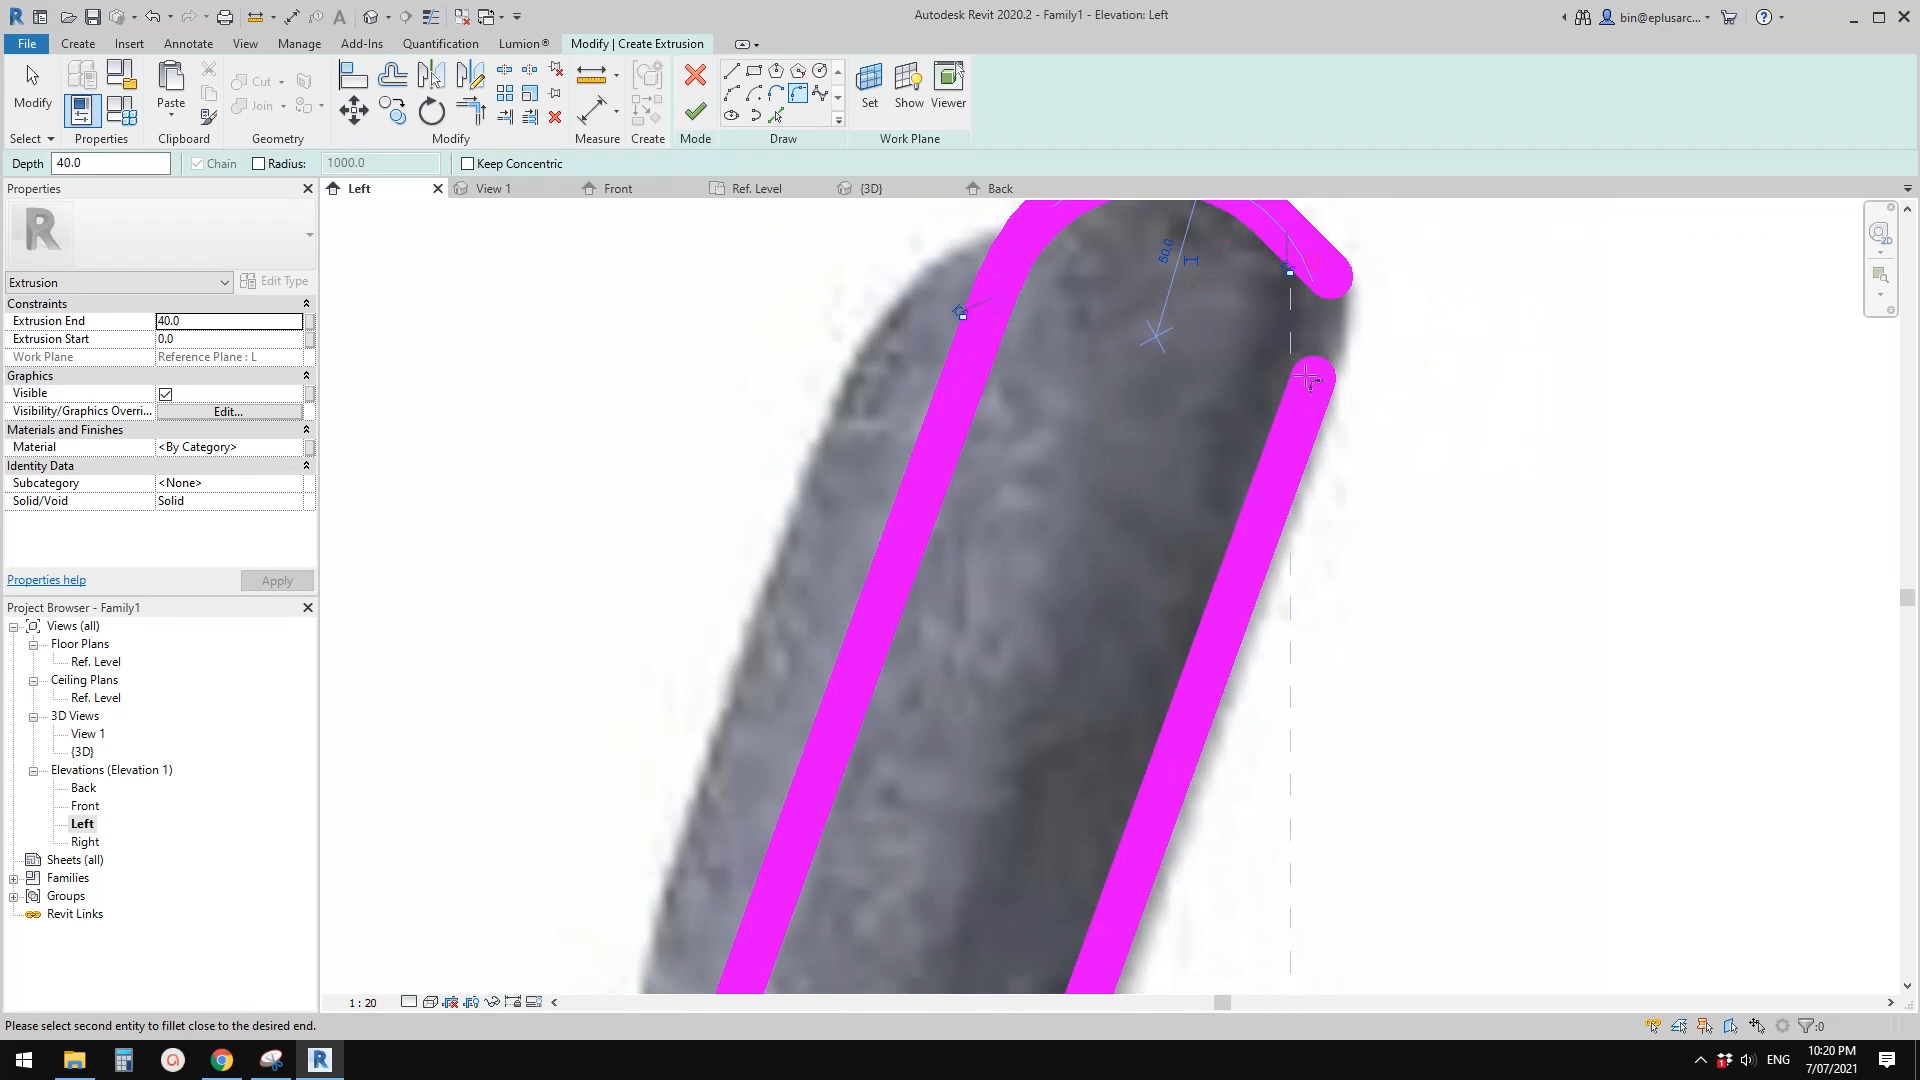 Autodesk Revit 2020.2 - Family1 - Elevation: Left
bin@eplusarc...
File
Create
Insert
Annotate
View
Manage
Add-Ins
Quantification
Lumion®
Modify | Create Extrusion
Modify
Paste
Cut
Join
Set
Show
Viewer
Select
Properties
Clipboard
Geometry
Modify
Measure
Create
Mode
Draw
Work Plane
Depth
40.0
Chain
Radius:
1000.0
Keep Concentric
Properties
Left
View 1
Front
Ref. Level
{3D}
Back
R
Extrusion
Edit Type
Constraints
Extrusion End
40.0
Extrusion Start
0.0
Work Plane
Reference Plane : L
Graphics
Visible
Visibility/Graphics Overri...
Edit...
Materials and Finishes
Material
<By Category>
Identity Data
Subcategory
<None>
Solid/Void
Solid
Properties help
Apply
50.0
2D
Project Browser - Family1
Views (all)
Floor Plans
Ref. Level
Ceiling Plans
Ref. Level
3D Views
View 1
{3D}
Elevations (Elevation 1)
Back
Front
Left
Right
Sheets (all)
Families
Groups
Revit Links
1 : 20
Please select second entity to fillet close to the desired end.
:0
ENG
10:20 PM
7/07/2021